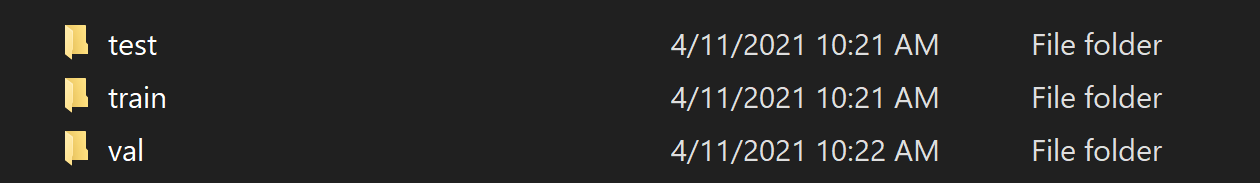 test 4/11/2021 10:21 AM File folder
train 4/11/2021 10:21 AM File folder
val 4/11/2021 10:22 AM File folder